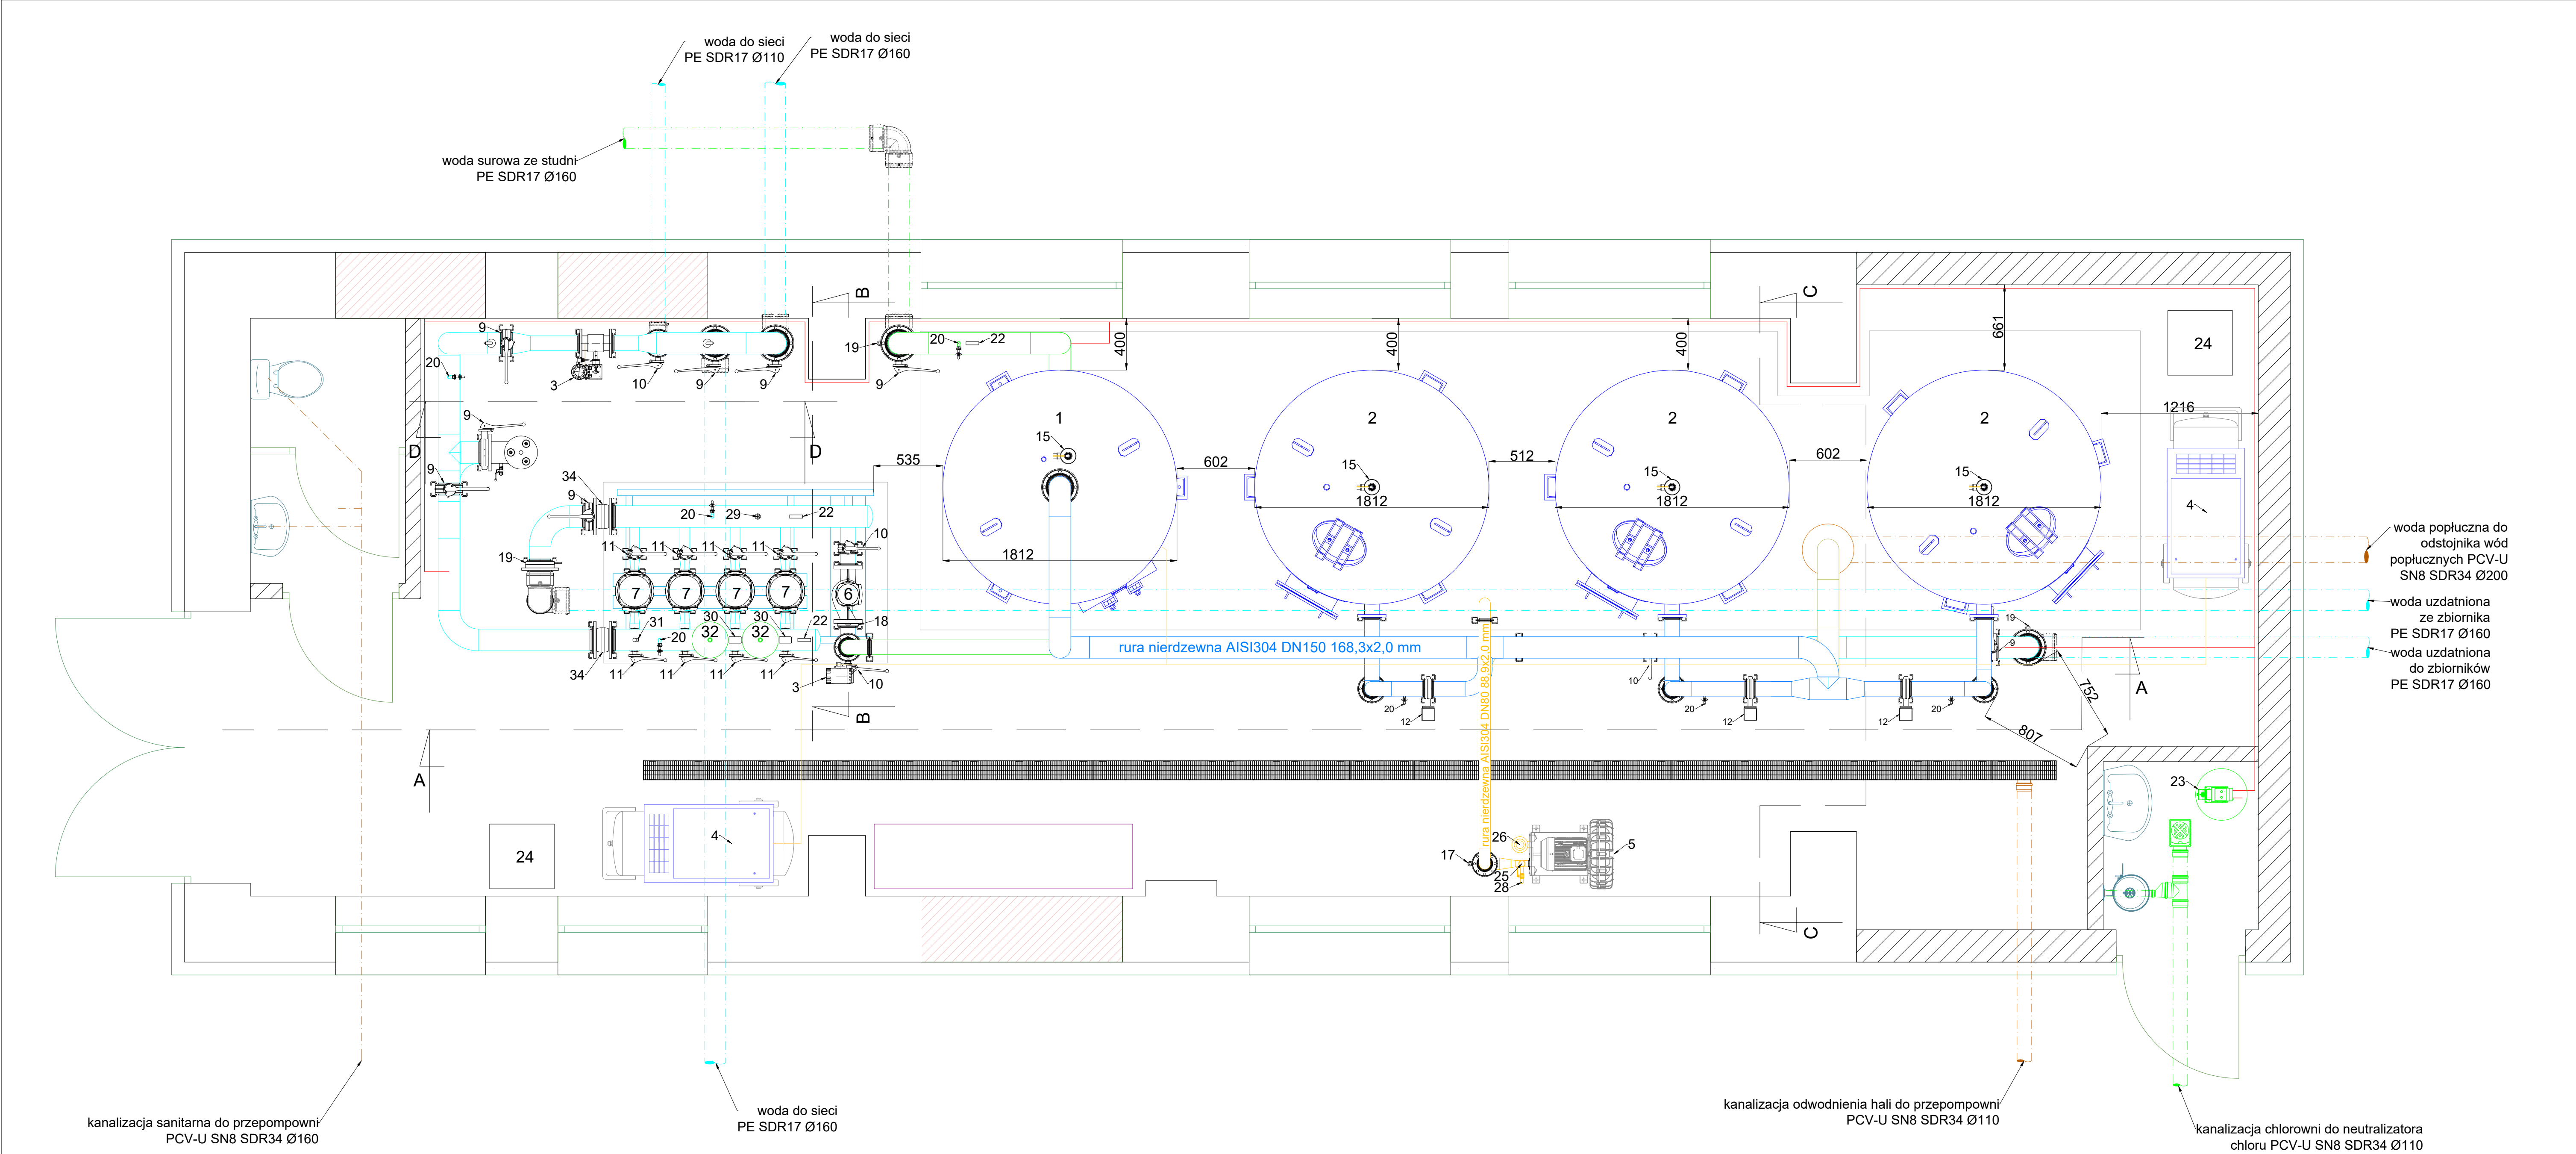 woda do sieci
PE SDR17 Ø110
woda do sieci
PE SDR17 Ø160
woda surowa ze studni
PE SDR17 Ø160
B
C
9
3
10
9
9
19
9
20
22
400
400
400
661
24
20
9
D
D
9
535
1
15
1812
602
2
15
1812
512
2
15
1812
602
2
15
1812
1216
4
34
9
20
29
22
11
11
11
11
10
19
7
7
7
7
6
18
31
20
32
30
32
30
22
34
11
11
11
11
3
10
rura nierdzewna AISI304 DN150 168,3x2,0 mm
rura nierdzewna AISI304 DN80 88,9x2,0 mm
10
19
9
20
12
20
12
12
20
752
807
woda popłuczna do
odstojnika wód
popłucznych PCV-U
SN8 SDR34 Ø200
woda uzdatniona
ze zbiornika
PE SDR17 Ø160
woda uzdatniona
do zbiorników
PE SDR17 Ø160
A
A
B
C
24
4
17
26
25
28
5
23
kanalizacja sanitarna do przepompowni
PCV-U SN8 SDR34 Ø160
woda do sieci
PE SDR17 Ø160
kanalizacja odwodnienia hali do przepompowni
PCV-U SN8 SDR34 Ø110
kanalizacja chlorowni do neutralizatora
chloru PCV-U SN8 SDR34 Ø110